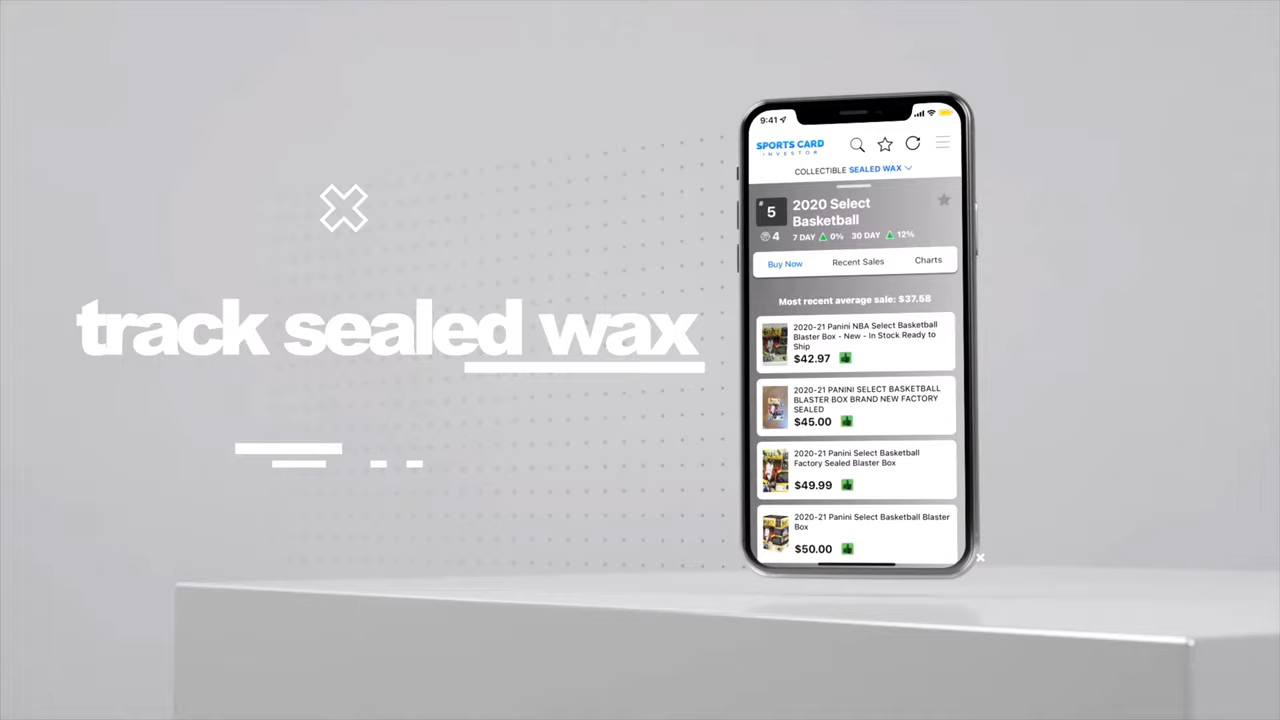 track sealed wax
9:41
SPORTS CARD
INVESTOR
COLLECTIBLE SEALED WAX
# 5
2020 Select
Basketball
4 7 DAY 0% 30 DAY 12%
Buy Now Recent Sales Charts
Most recent average sale: $37.58
2020-21 Panini NBA Select Basketball
Blaster Box - New - In Stock Ready to
Ship
$42.97
2020-21 PANINI SELECT BASKETBALL
BLASTER BOX BRAND NEW FACTORY
SEALED
$45.00
2020-21 Panini Select Basketball
Factory Sealed Blaster Box
$49.99
2020-21 Panini Select Basketball Blaster
Box
$50.00